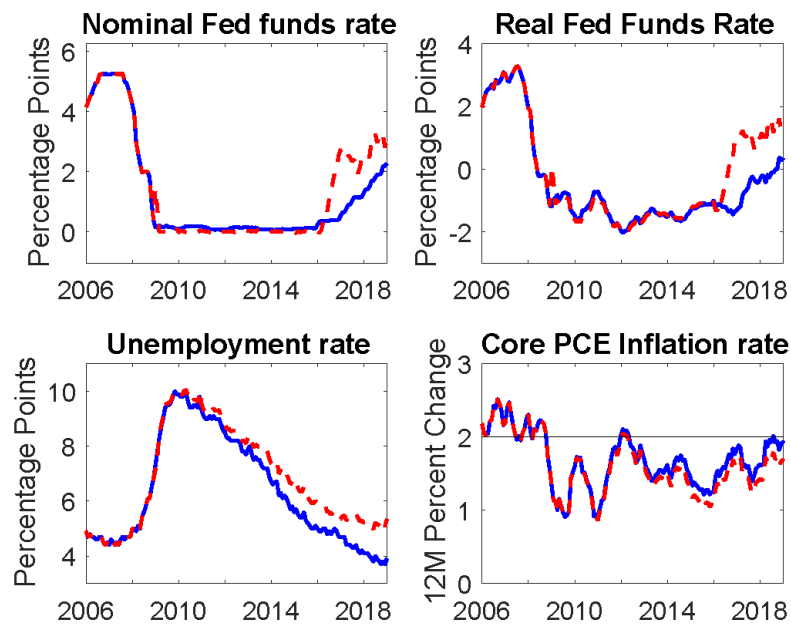 Nominal Fed funds rate
Percentage Points
6
4
2
0
2006 2010 2014 2018
Real Fed Funds Rate
Percentage Points
4
2
0
-2
2006 2010 2014 2018
Unemployment rate
Percentage Points
10
8
6
4
2006 2010 2014 2018
Core PCE Inflation rate
12M Percent Change
3
2
1
0
2006 2010 2014 2018